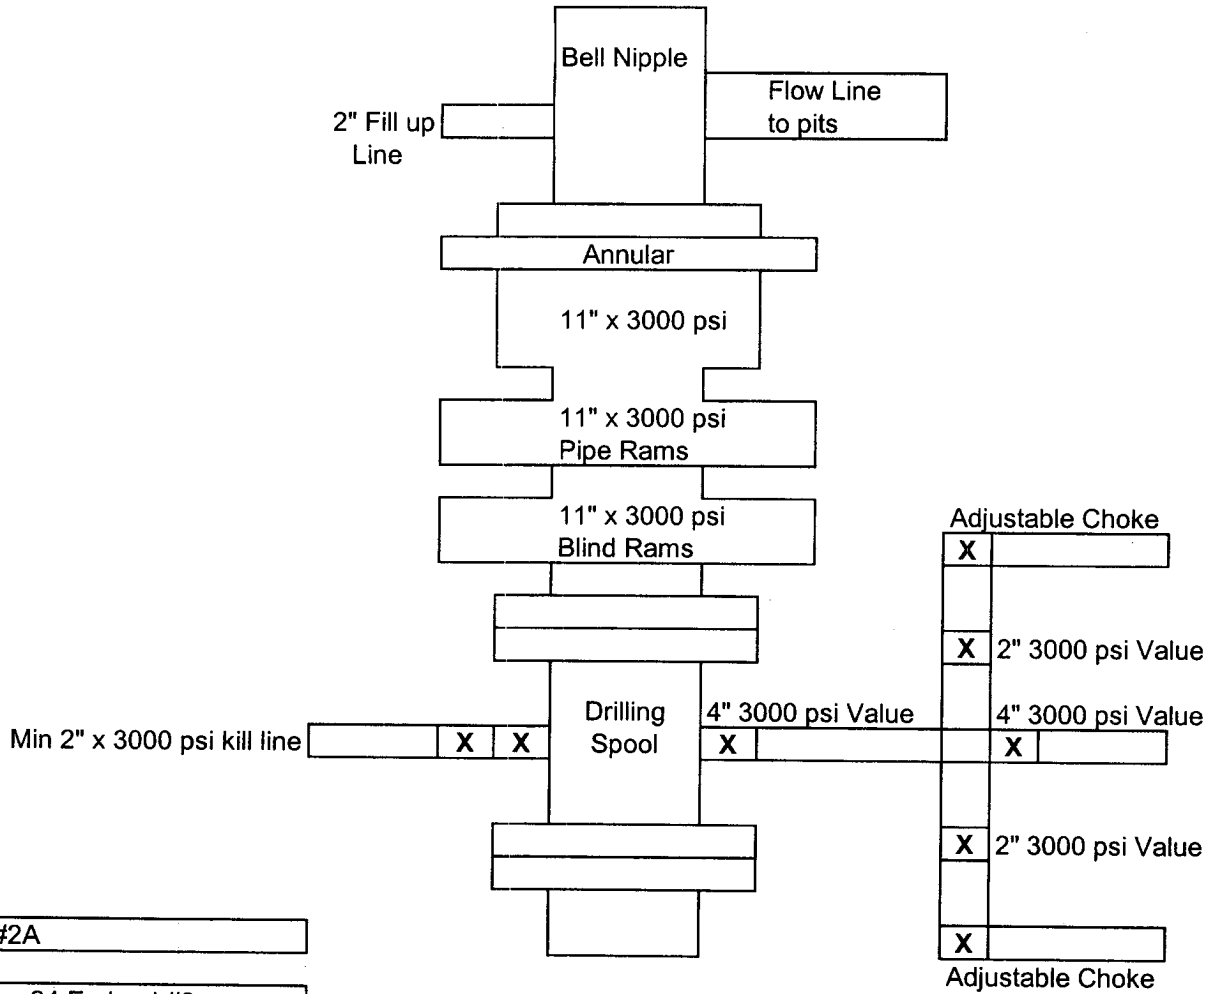 Bell Nipple
Flow Line
to pits
2" Fill up
Line
Annular
11" x 3000 psi
11" x 3000 psi
Pipe Rams
11" x 3000 psi
Blind Rams
Adjustable Choke
X
X 2" 3000 psi Value
Drilling
Spool
4" 3000 psi Value
4" 3000 psi Value
Min 2" x 3000 psi kill line
X X
X
X
X 2" 3000 psi Value
#2A
X
Adjustable Choke